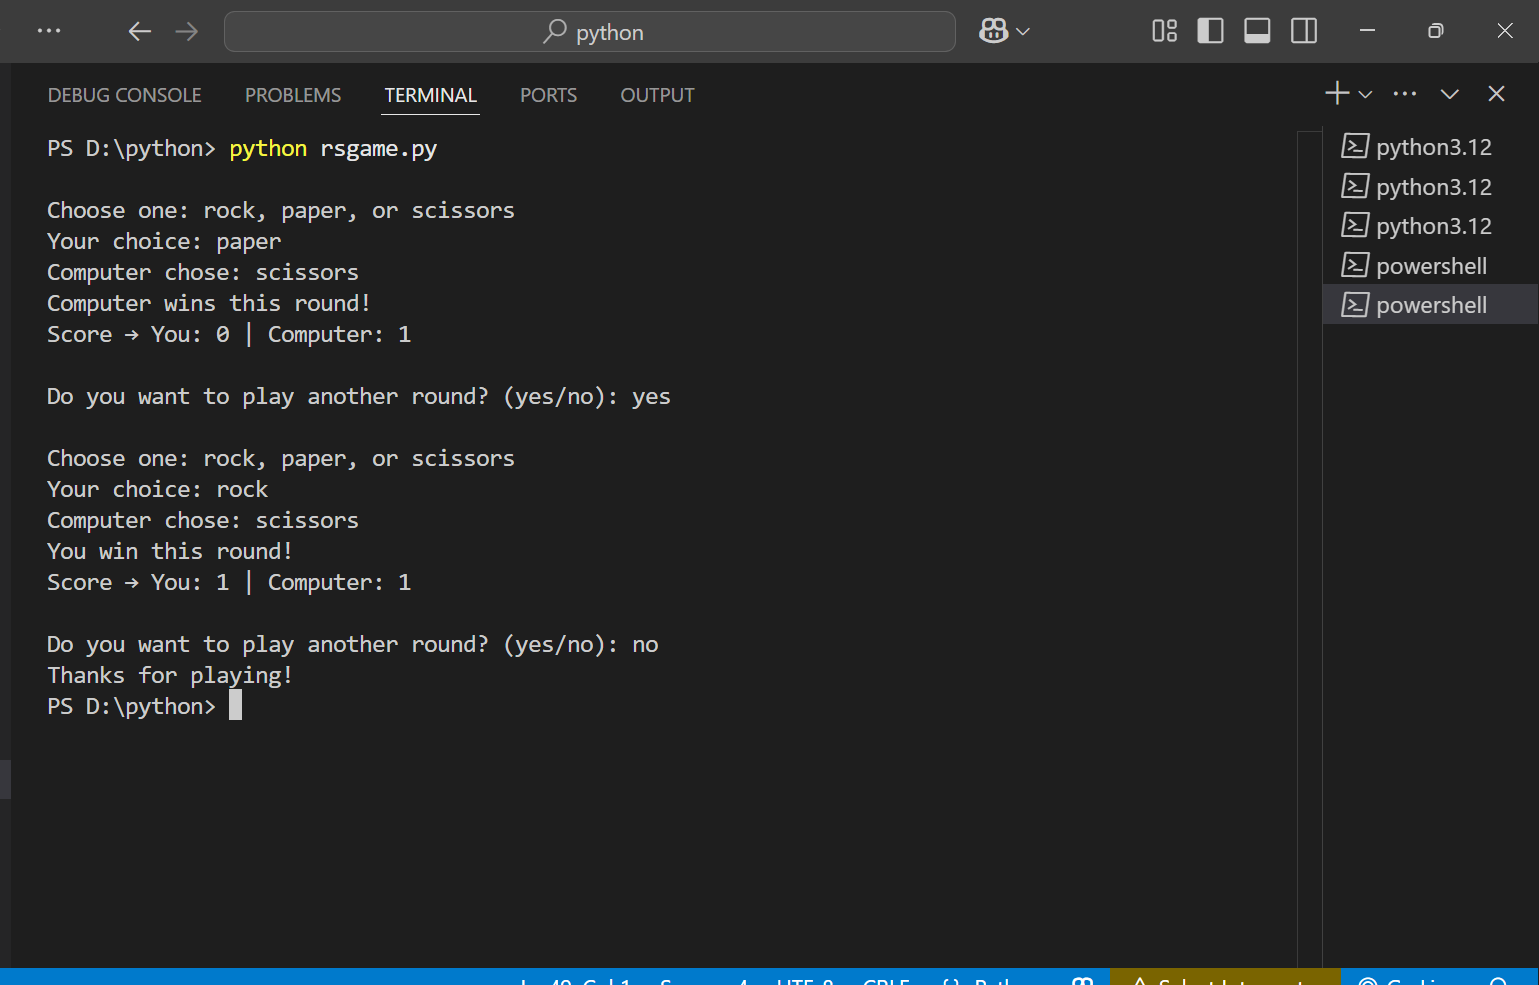 python
DEBUG CONSOLE PROBLEMS TERMINAL PORTS OUTPUT
PS D:\python> python rsgame.py
Choose one: rock, paper, or scissors
Your choice: paper
Computer chose: scissors
Computer wins this round!
Score → You: 0 | Computer: 1
Do you want to play another round? (yes/no): yes
Choose one: rock, paper, or scissors
Your choice: rock
Computer chose: scissors
You win this round!
Score → You: 1 | Computer: 1
Do you want to play another round? (yes/no): no
Thanks for playing!
PS D:\python>
python3.12
python3.12
python3.12
powershell
powershell